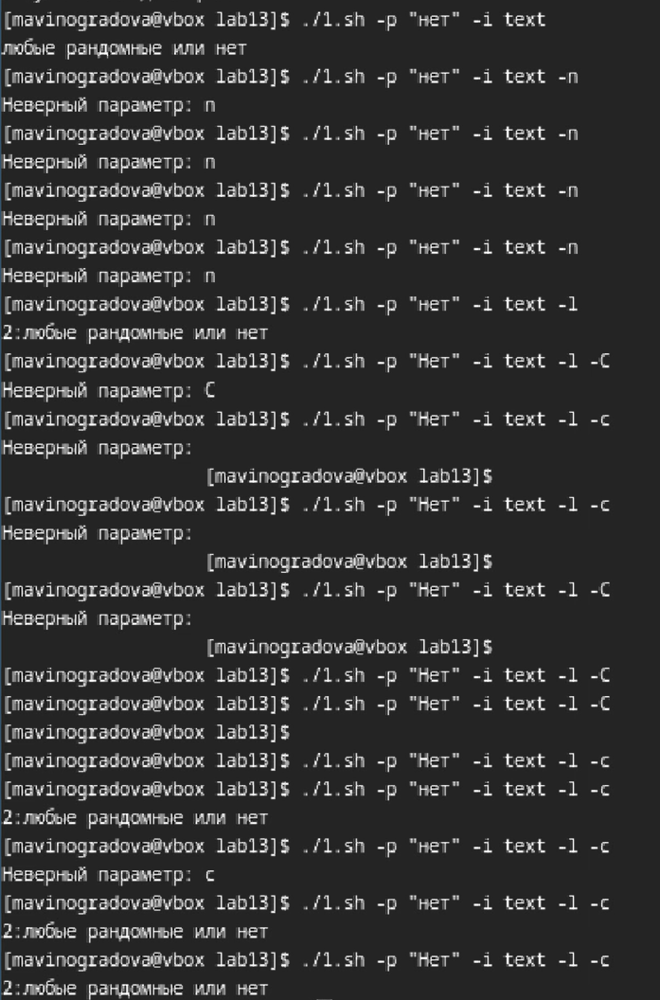 [mavinogradova@vbox lab13]$ ./1.sh -p "нет" -i text
любые рандомные или нет
[mavinogradova@vbox lab13]$ ./1.sh -p "нет" -i text -n
Неверный параметр: n
[mavinogradova@vbox lab13]$ ./1.sh -p "нет" -i text -n
Неверный параметр: n
[mavinogradova@vbox lab13]$ ./1.sh -p "нет" -i text -n
Неверный параметр: n
[mavinogradova@vbox lab13]$ ./1.sh -p "нет" -i text -n
Неверный параметр: n
[mavinogradova@vbox lab13]$ ./1.sh -p "нет" -i text -l
2:любые рандомные или нет
[mavinogradova@vbox lab13]$ ./1.sh -p "Нет" -i text -l -C
Неверный параметр: C
[mavinogradova@vbox lab13]$ ./1.sh -p "Нет" -i text -l -c
Неверный параметр:
[mavinogradova@vbox lab13]$
[mavinogradova@vbox lab13]$ ./1.sh -p "Нет" -i text -l -c
Неверный параметр:
[mavinogradova@vbox lab13]$
[mavinogradova@vbox lab13]$ ./1.sh -p "Нет" -i text -l -C
Неверный параметр:
[mavinogradova@vbox lab13]$
[mavinogradova@vbox lab13]$ ./1.sh -p "Нет" -i text -l -C
[mavinogradova@vbox lab13]$ ./1.sh -p "Нет" -i text -l -C
[mavinogradova@vbox lab13]$
[mavinogradova@vbox lab13]$ ./1.sh -p "Нет" -i text -l -c
[mavinogradova@vbox lab13]$ ./1.sh -p "нет" -i text -l -c
2:любые рандомные или нет
[mavinogradova@vbox lab13]$ ./1.sh -p "нет" -i text -l -c
Неверный параметр: c
[mavinogradova@vbox lab13]$ ./1.sh -p "нет" -i text -l -c
2:любые рандомные или нет
[mavinogradova@vbox lab13]$ ./1.sh -p "Нет" -i text -l -c
2:любые рандомные или нет